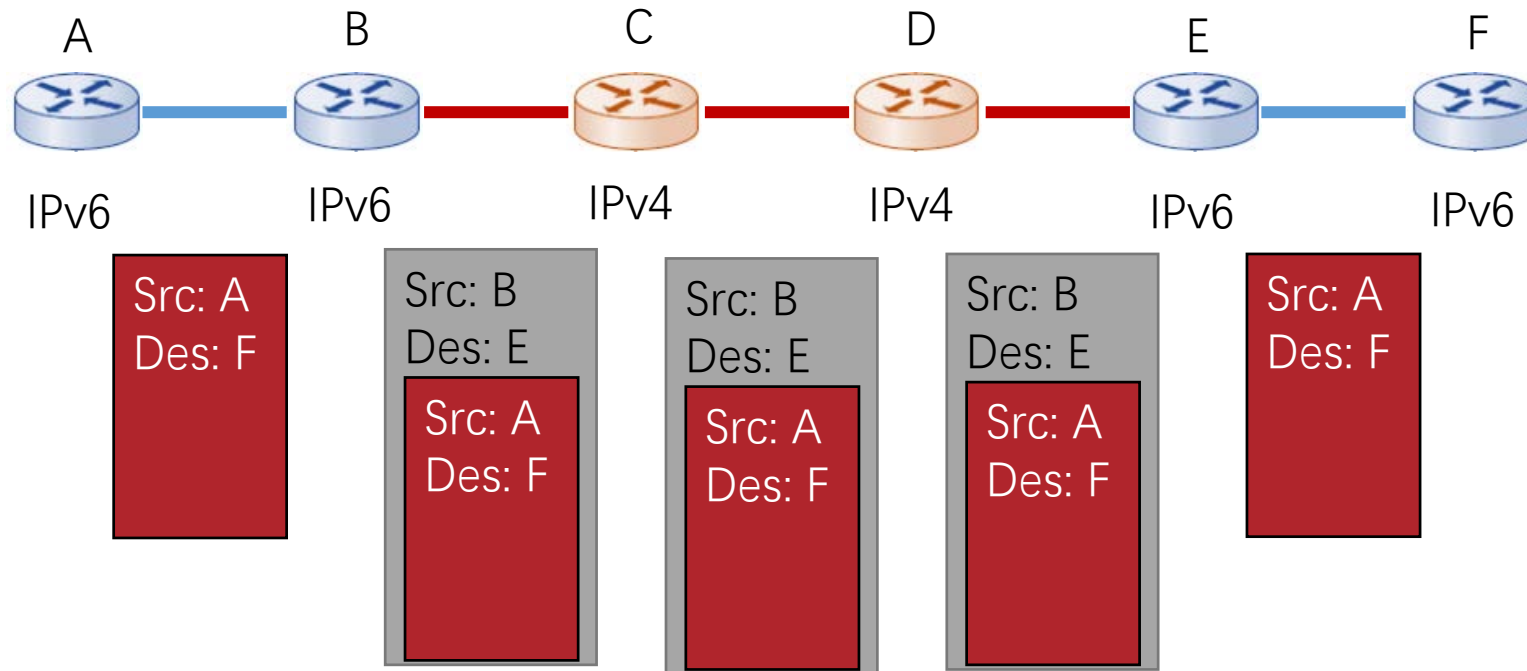 A
B
C
D
E
F
IPv6
IPv6
IPv4
IPv4
IPv6
IPv6
Src: A
Des: F
Src: B
Des: E
Src: A
Des: F
Src: B
Des: E
Src: A
Des: F
Src: B
Des: E
Src: A
Des: F
Src: A
Des: F